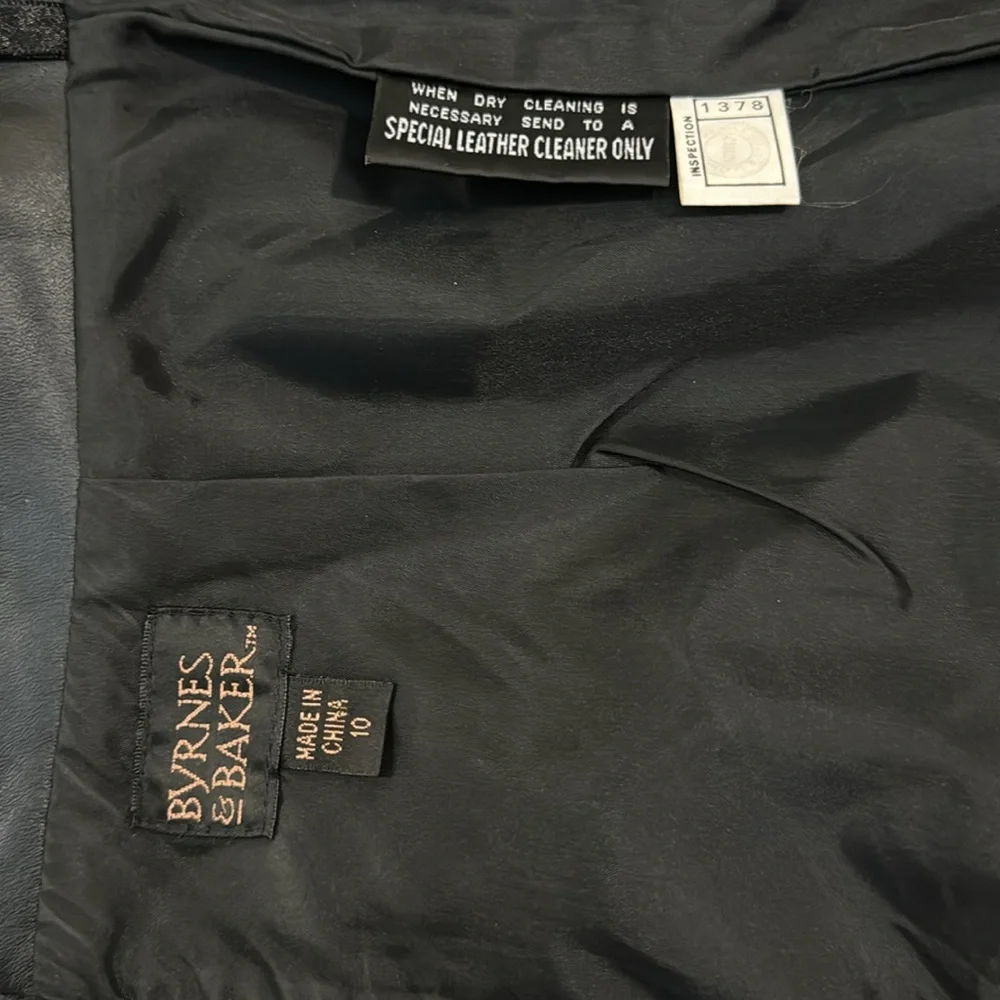 WHEN DRY CLEANING IS
NECESSARY SEND TO A
SPECIAL LEATHER CLEANER ONLY
1378
INSPECTION
BYRNES
& BAKER™
MADE IN
CHINA
10